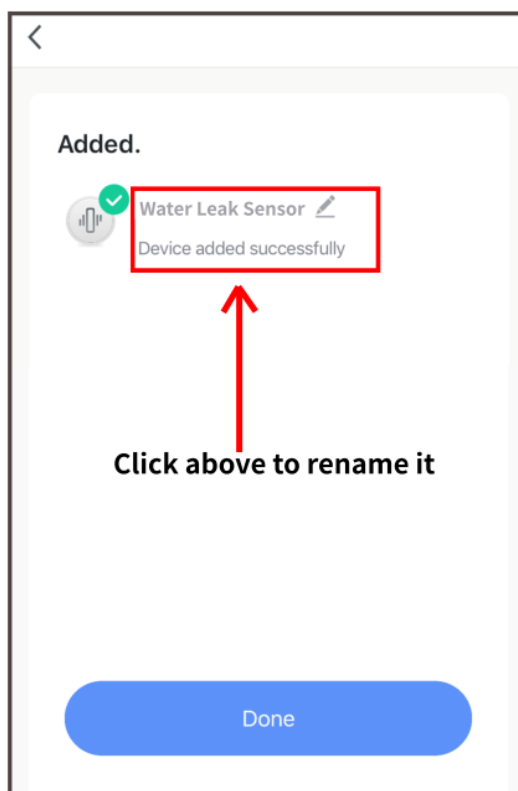 Added.
Water Leak Sensor
Device added successfully
Click above to rename it
Done